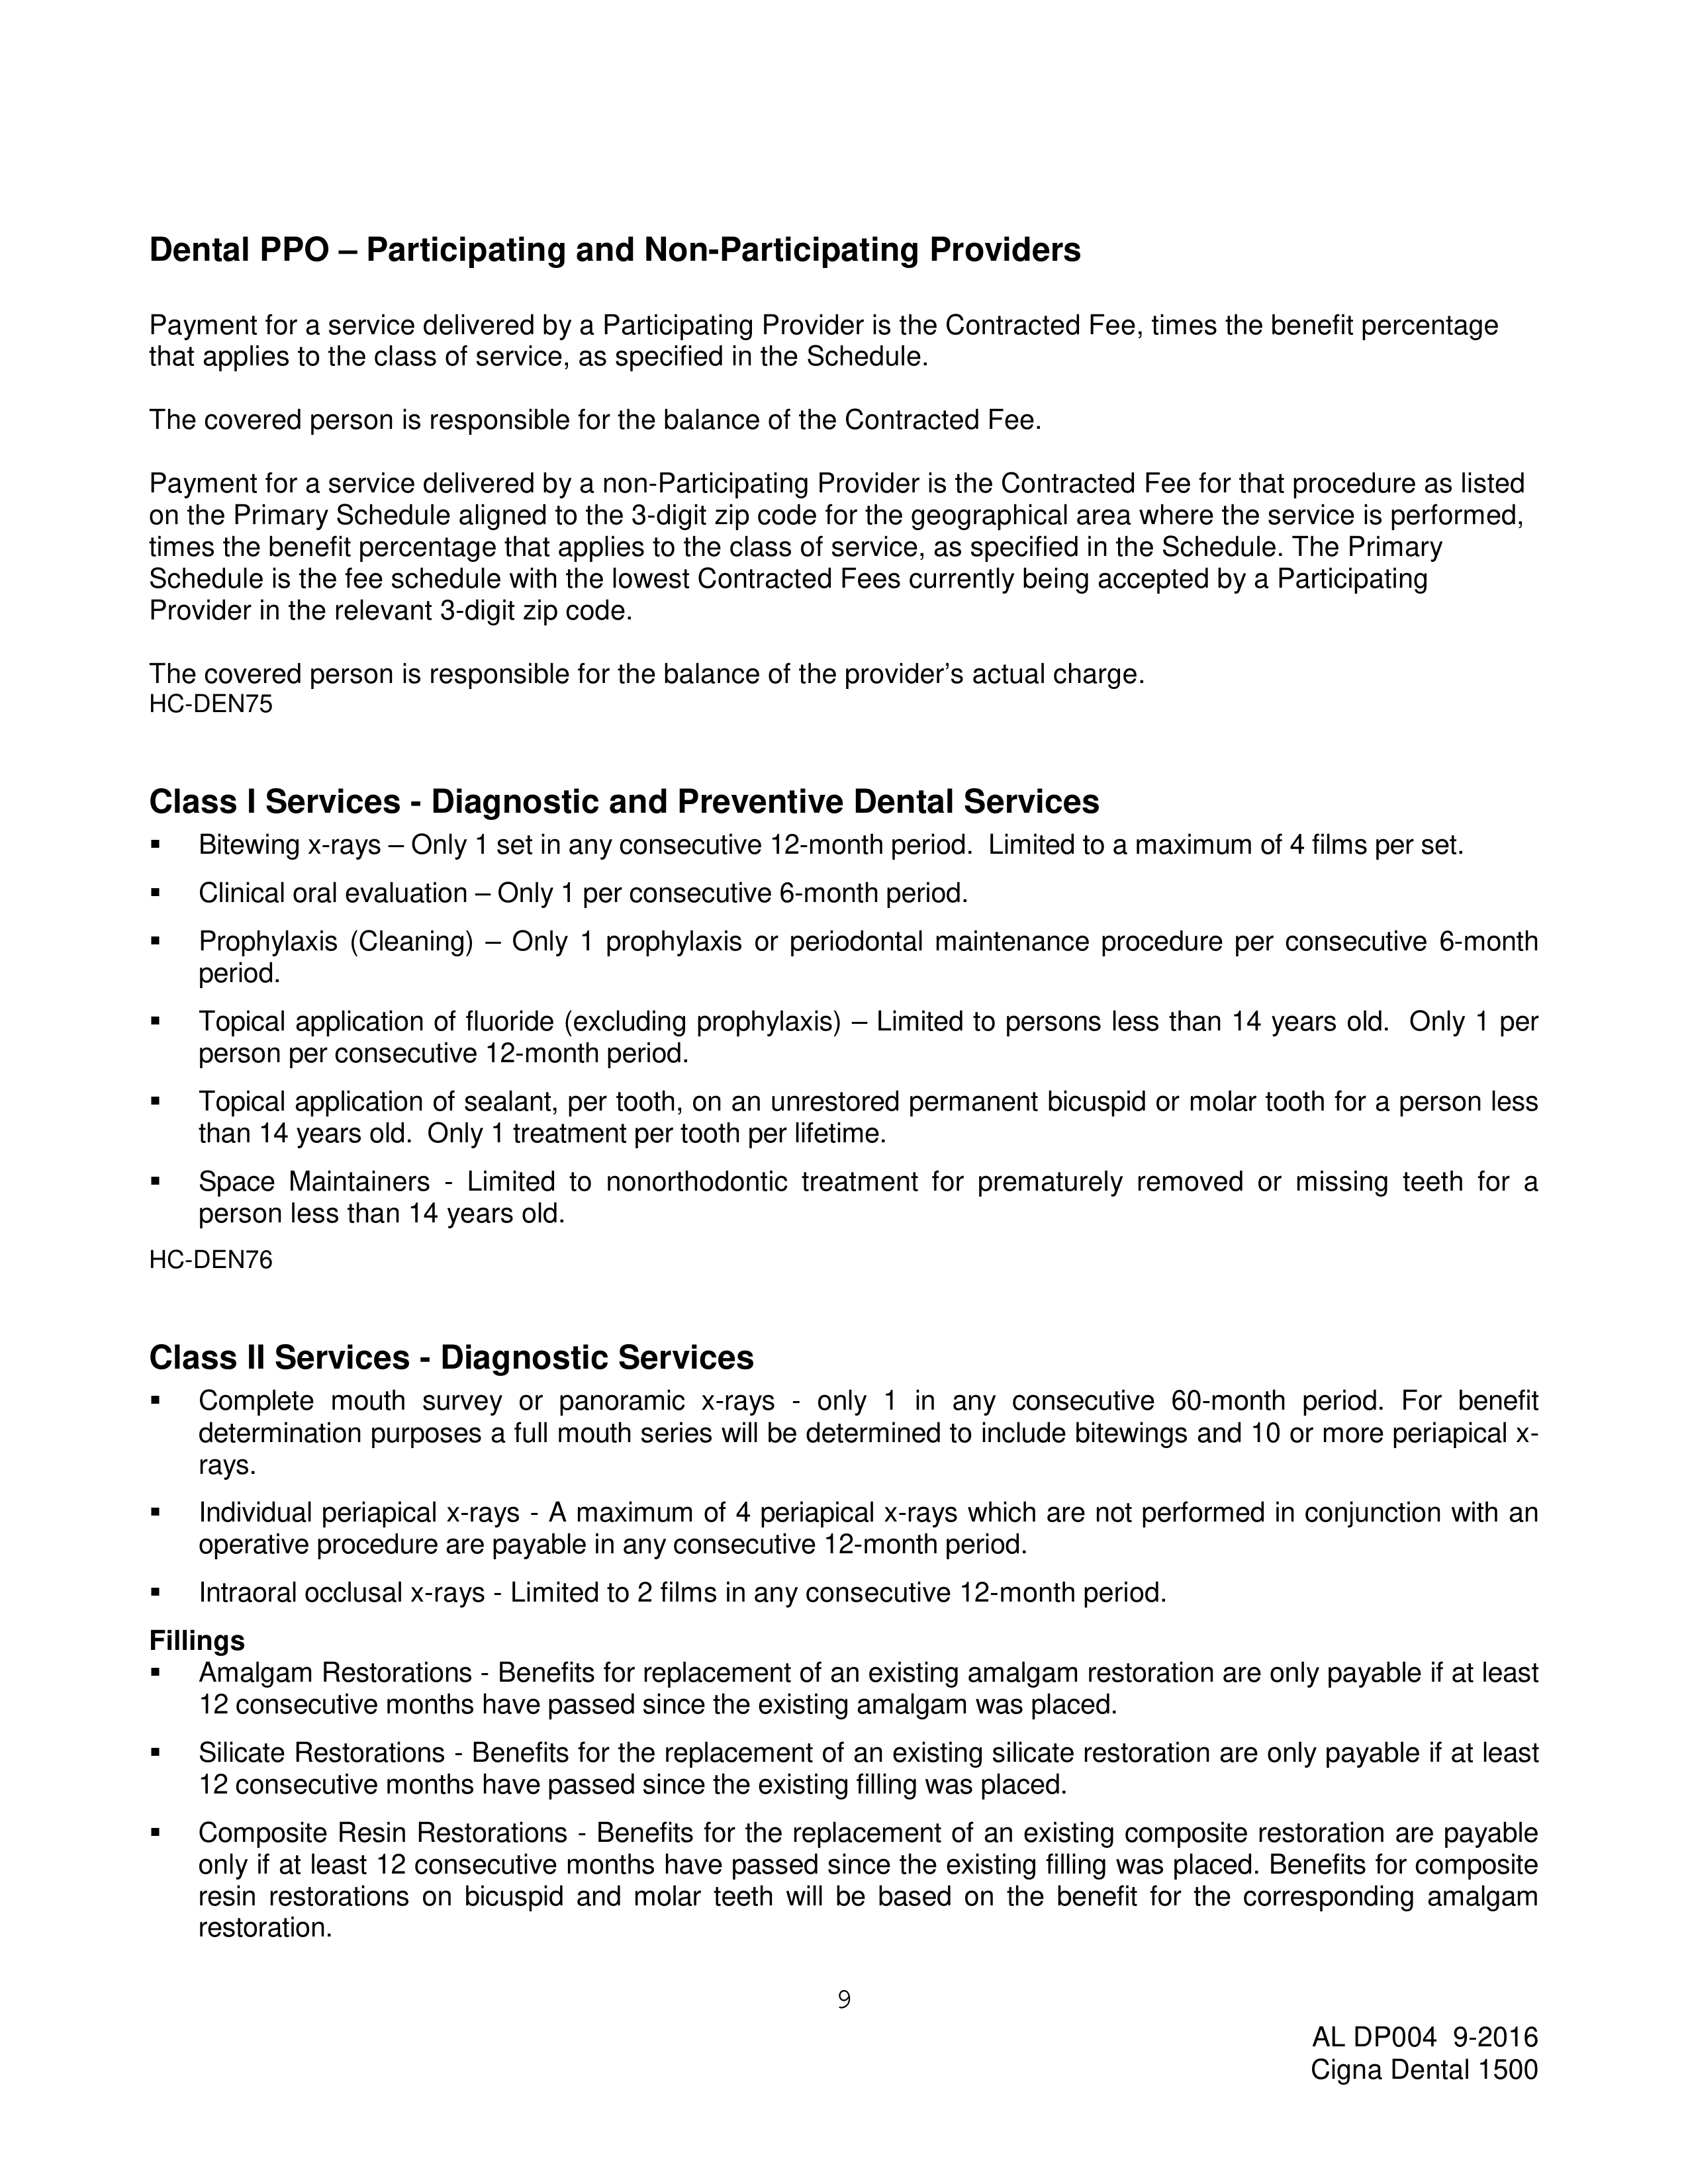 Dental PPO – Participating and Non-Participating Providers
Payment for a service delivered by a Participating Provider is the Contracted Fee, times the benefit percentage
that applies to the class of service, as specified in the Schedule.
The covered person is responsible for the balance of the Contracted Fee.
Payment for a service delivered by a non-Participating Provider is the Contracted Fee for that procedure as listed
on the Primary Schedule aligned to the 3-digit zip code for the geographical area where the service is performed,
times the benefit percentage that applies to the class of service, as specified in the Schedule. The Primary
Schedule is the fee schedule with the lowest Contracted Fees currently being accepted by a Participating
Provider in the relevant 3-digit zip code.
The covered person is responsible for the balance of the provider’s actual charge.
HC-DEN75
Class I Services - Diagnostic and Preventive Dental Services
▪ Bitewing x-rays – Only 1 set in any consecutive 12-month period.  Limited to a maximum of 4 films per set.
▪ Clinical oral evaluation – Only 1 per consecutive 6-month period.
▪ Prophylaxis (Cleaning) – Only 1 prophylaxis or periodontal maintenance procedure per consecutive 6-month
period.
▪ Topical application of fluoride (excluding prophylaxis) – Limited to persons less than 14 years old.  Only 1 per
person per consecutive 12-month period.
▪ Topical application of sealant, per tooth, on an unrestored permanent bicuspid or molar tooth for a person less
than 14 years old.  Only 1 treatment per tooth per lifetime.
▪ Space Maintainers - Limited to nonorthodontic treatment for prematurely removed or missing teeth for a
person less than 14 years old.
HC-DEN76
Class II Services - Diagnostic Services
▪ Complete mouth survey or panoramic x-rays - only 1 in any consecutive 60-month period. For benefit
determination purposes a full mouth series will be determined to include bitewings and 10 or more periapical x-
rays.
▪ Individual periapical x-rays - A maximum of 4 periapical x-rays which are not performed in conjunction with an
operative procedure are payable in any consecutive 12-month period.
▪ Intraoral occlusal x-rays - Limited to 2 films in any consecutive 12-month period.
Fillings
▪ Amalgam Restorations - Benefits for replacement of an existing amalgam restoration are only payable if at least
12 consecutive months have passed since the existing amalgam was placed.
▪ Silicate Restorations - Benefits for the replacement of an existing silicate restoration are only payable if at least
12 consecutive months have passed since the existing filling was placed.
▪ Composite Resin Restorations - Benefits for the replacement of an existing composite restoration are payable
only if at least 12 consecutive months have passed since the existing filling was placed. Benefits for composite
resin restorations on bicuspid and molar teeth will be based on the benefit for the corresponding amalgam
restoration.
9
AL DP004  9-2016
Cigna Dental 1500